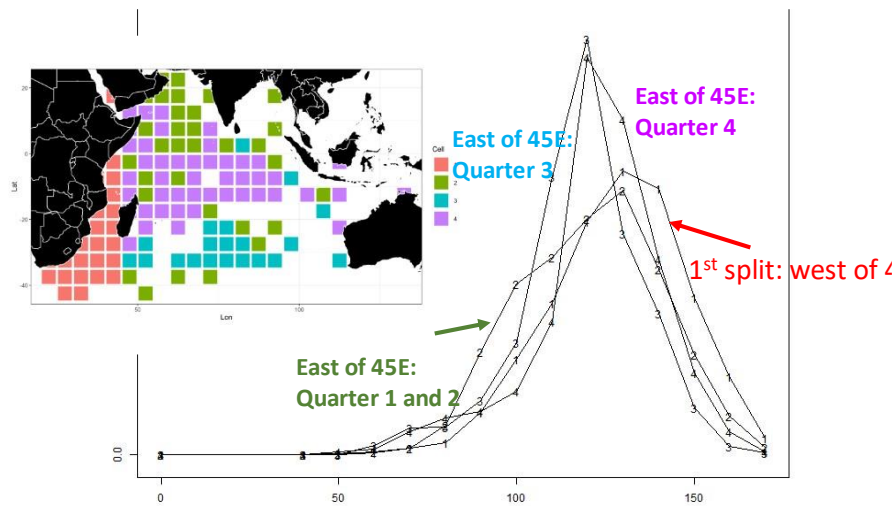 East of 45E:
Quarter 4
East of 45E:
Quarter 3
1st split: west of 4
East of 45E:
Quarter 1 and 2
Cell
2
3
4
Lat
20
0
-20
-40
50
100
Lon
0.0
0
50
100
150